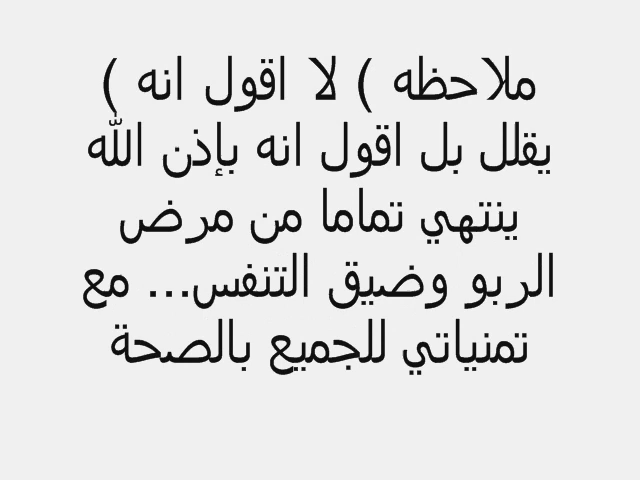 ملاحظه ) لا اقول انه )
يقلل بل اقول انه بإذن الله
ينتهي تماما من مرض
الربو وضيق التنفس... مع
تمنياتي للجميع بالصحة